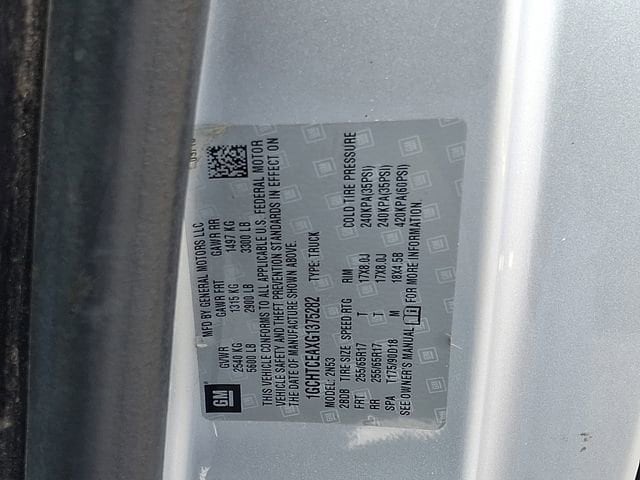 MFD BY GENERAL MOTORS LLC
GM
GVWR GAWR FRT GAWR RR
2540 KG 1315 KG 1497 KG
5600 LB 2900 LB 3300 LB
THIS VEHICLE CONFORMS TO ALL APPLICABLE U.S. FEDERAL MOTOR
VEHICLE SAFETY AND THEFT PREVENTION STANDARDS IN EFFECT ON
THE DATE OF MANUFACTURE SHOWN ABOVE.
1GCHTCEAXG1375282 TYPE: TRUCK
MODEL: 2N53
28DB TIRE SIZE SPEED RTG RIM COLD TIRE PRESSURE
FRT 255/65R17 T 17X8.0J 240KPA(35PSI)
RR 255/65R17 T 17X8.0J 240KPA(35PSI)
SPA T175/90D18 M 18X4.5B 420KPA(60PSI)
SEE OWNER'S MANUAL FOR MORE INFORMATION